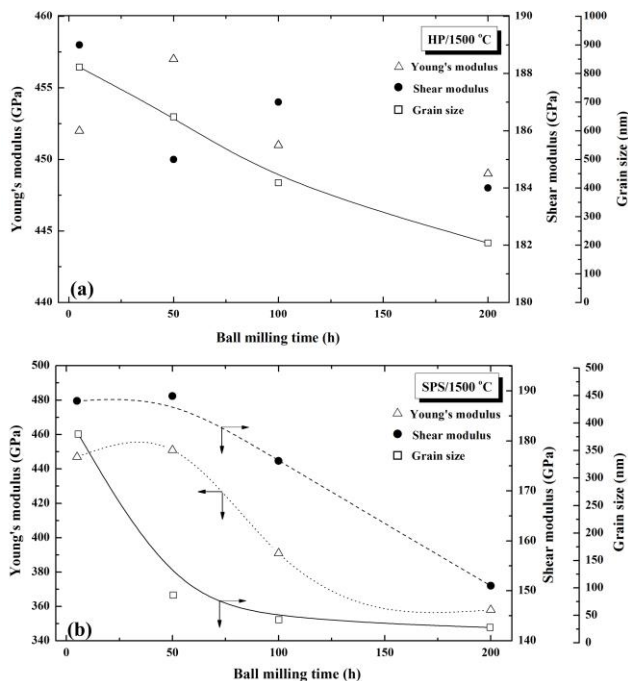 460
455
450
445
440
Young's modulus (GPa)
HP/1500 °C
Young's modulus
Shear modulus
Grain size
190
188
186
184
182
180
Shear modulus (GPa)
1000
900
800
700
600
500
400
300
200
100
0
Grain size (nm)
(a)
0 50 100 150 200
Ball milling time (h)
500
480
460
440
420
400
380
360
340
Young's modulus (GPa)
SPS/1500 °C
Young's modulus
Shear modulus
Grain size
190
180
170
160
150
140
Shear modulus (GPa)
500
450
400
350
300
250
200
150
100
50
0
Grain size (nm)
(b)
0 50 100 150 200
Ball milling time (h)